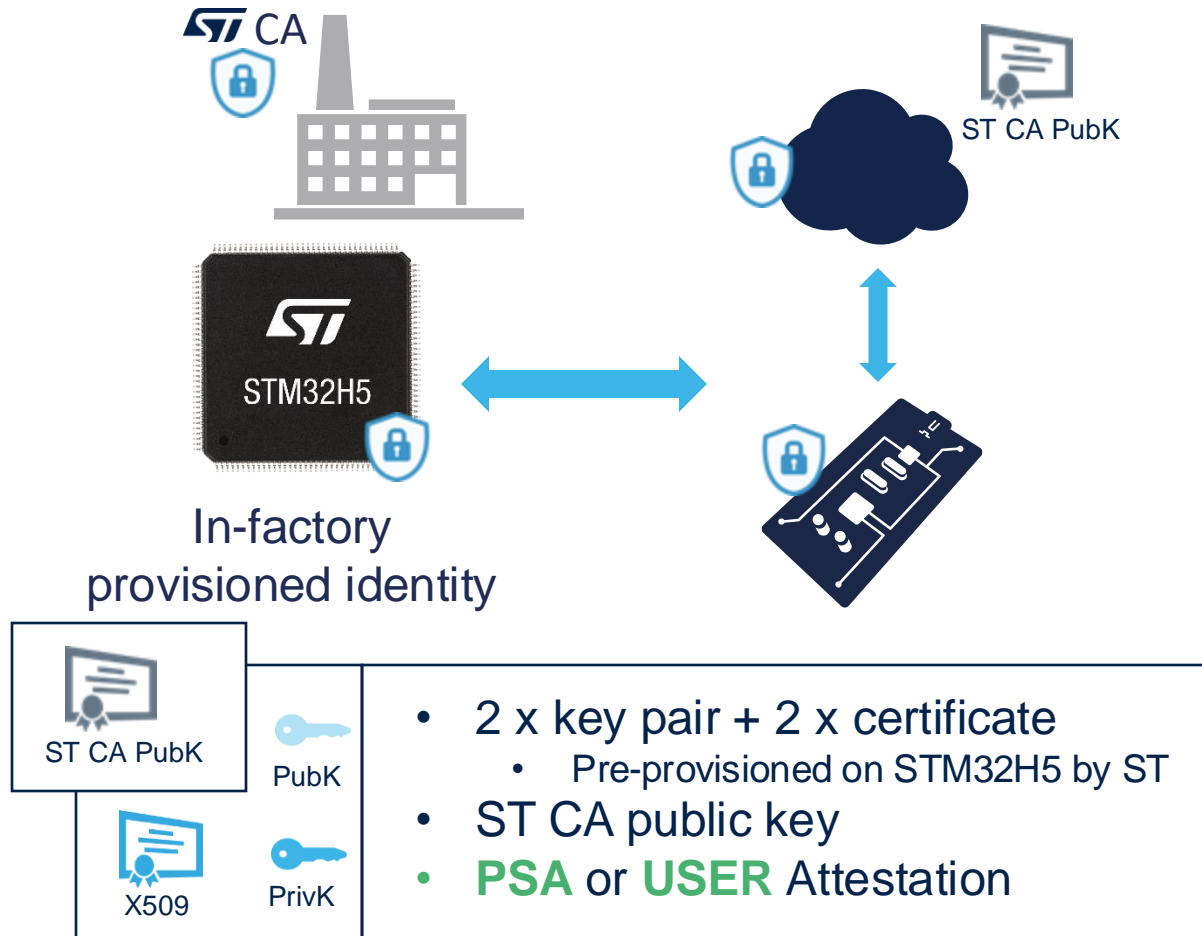 ST CA
ST CA PubK
ST
STM32H5
In-factory
provisioned identity
ST CA PubK
PubK
X509
PrivK
• 2 x key pair + 2 x certificate
• Pre-provisioned on STM32H5 by ST
• ST CA public key
• PSA or USER Attestation